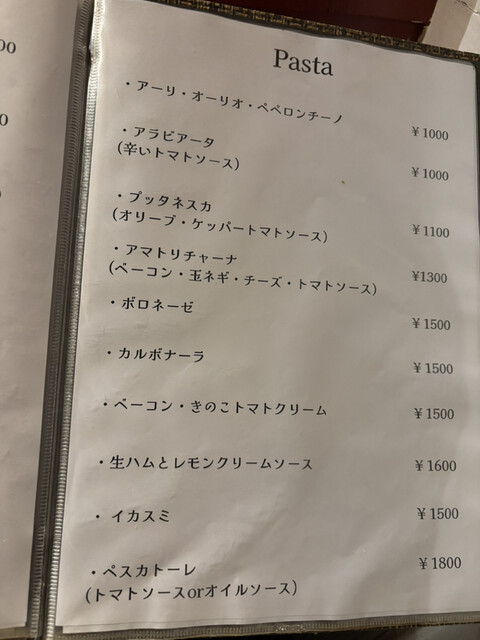 Pasta
・アーリ・オーリオ・ペペロンチーノ ¥1000
・アラビアータ
(辛いトマトソース) ¥1000
・プッタネスカ
(オリーブ・ケッパートマトソース) ¥1100
・アマトリチャーナ
(ベーコン・玉ネギ・チーズ・トマトソース) ¥1300
・ボロネーゼ ¥1500
・カルボナーラ ¥1500
・ベーコン・きのこトマトクリーム ¥1500
・生ハムとレモンクリームソース ¥1600
・イカスミ ¥1500
・ペスカトーレ ¥1800
(トマトソースorオイルソース)